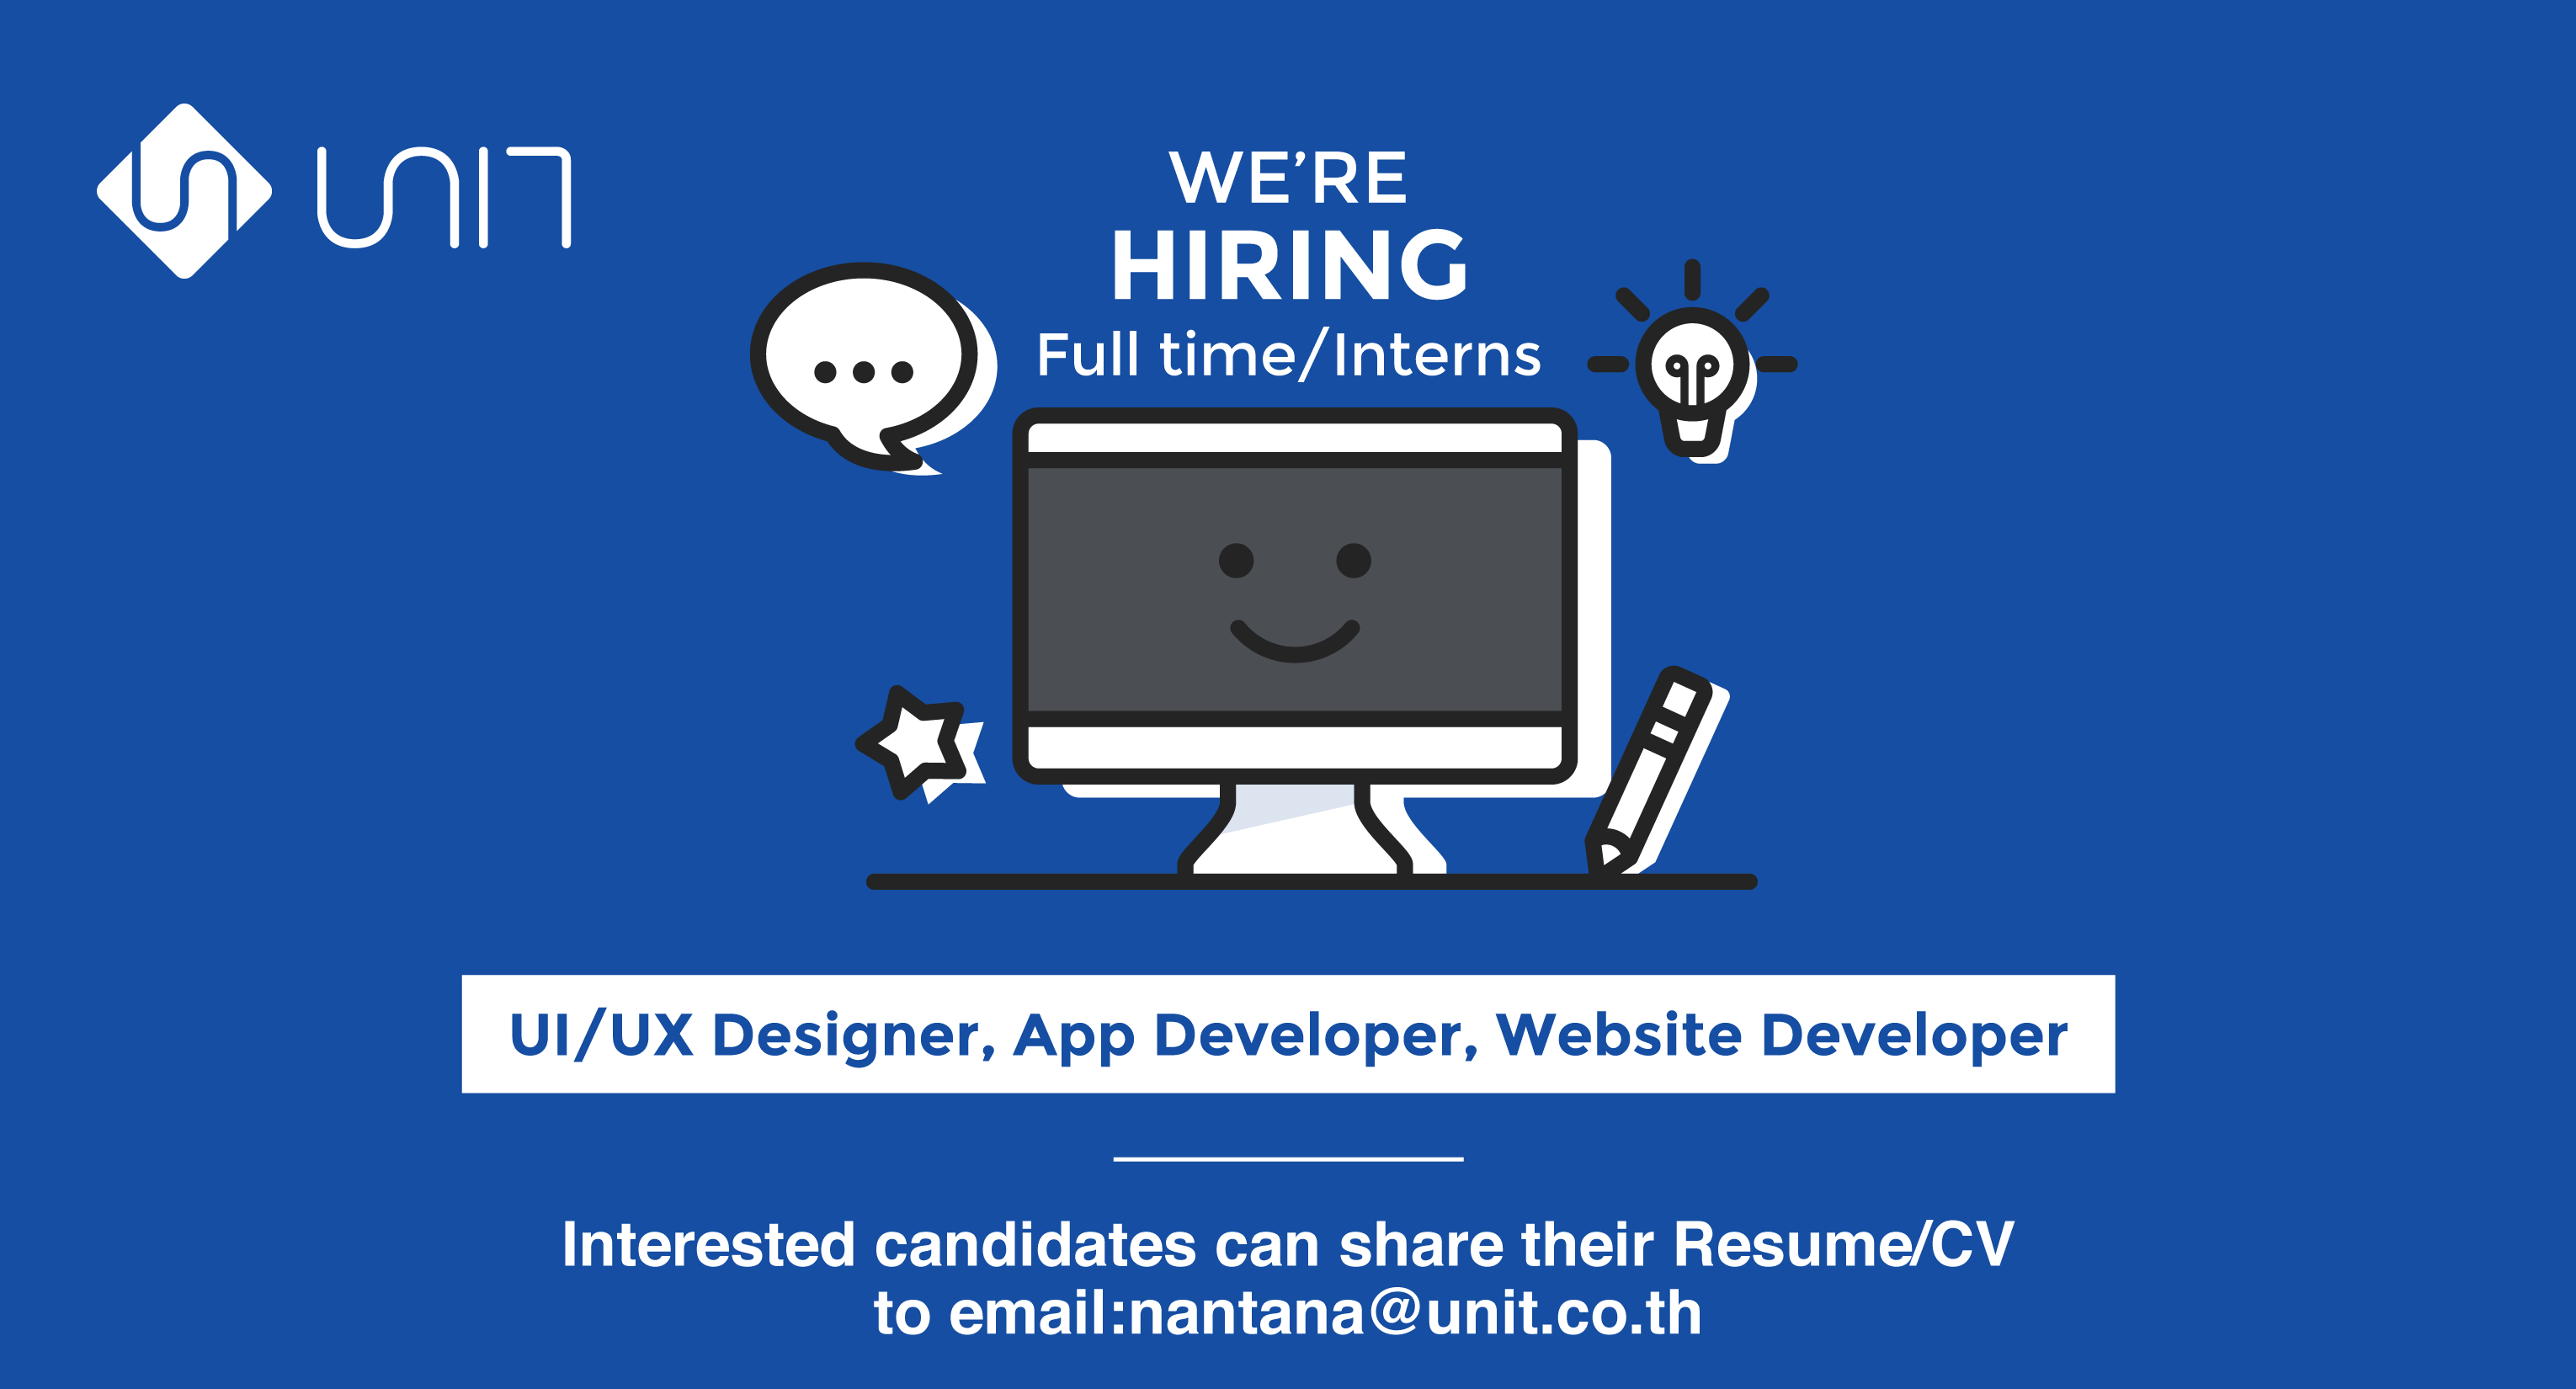 UNIT
WE’RE
HIRING
Full time/Interns
UI/UX Designer, App Developer, Website Developer
Interested candidates can share their Resume/CV
to email:nantana@unit.co.th